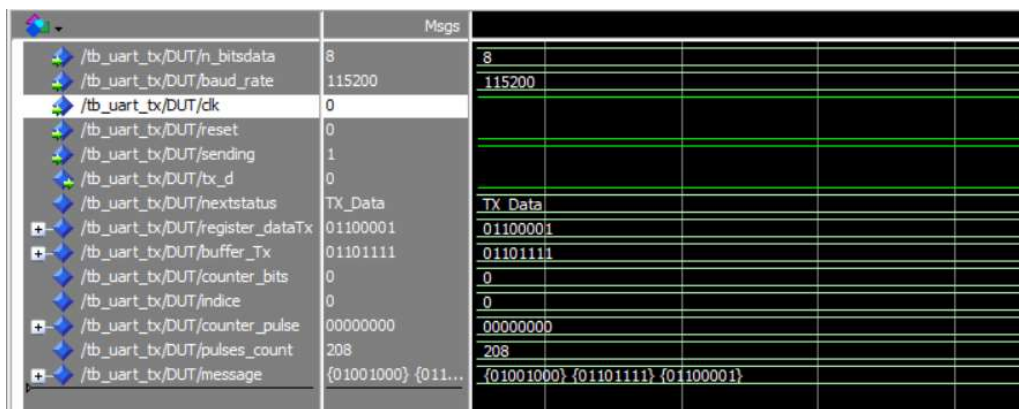 Msgs
/tb_uart_tx/DUT/n_bitsdata 8 8
/tb_uart_tx/DUT/baud_rate 115200 115200
/tb_uart_tx/DUT/clk 0
/tb_uart_tx/DUT/reset 0
/tb_uart_tx/DUT/sending 1
/tb_uart_tx/DUT/tx_d 0
/tb_uart_tx/DUT/nextstatus TX_Data TX_Data
/tb_uart_tx/DUT/register_dataTx 01100001 01100001
/tb_uart_tx/DUT/buffer_Tx 01101111 01101111
/tb_uart_tx/DUT/counter_bits 0 0
/tb_uart_tx/DUT/indice 0 0
/tb_uart_tx/DUT/counter_pulse 00000000 00000000
/tb_uart_tx/DUT/pulses_count 208 208
/tb_uart_tx/DUT/message {01001000} {011... {01001000} {01101111} {01100001}